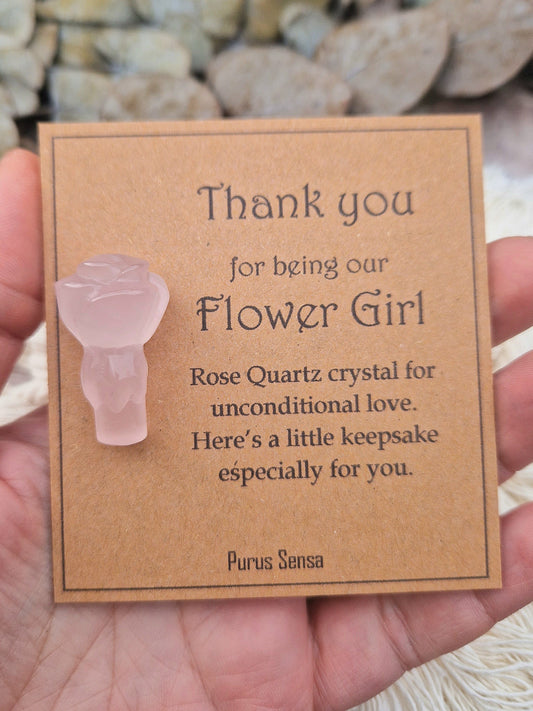 Thank you
for being our
Flower Girl
Rose Quartz crystal for
unconditional love.
Here's a little keepsake
especially for you.
Purus Sensa